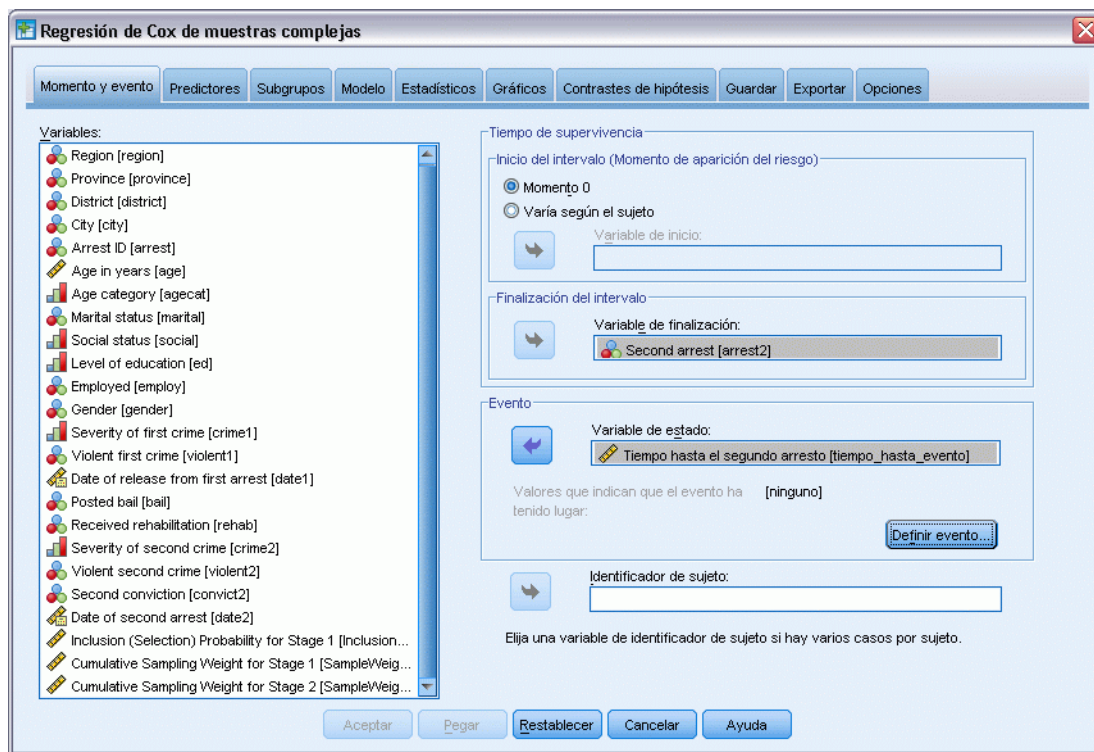 Regresión de Cox de muestras complejas
Momento y evento Predictores Subgrupos Modelo Estadísticos Gráficos Contrastes de hipótesis Guardar Exportar Opciones
Variables:
Region [region]
Province [province]
District [district]
City [city]
Arrest ID [arrest]
Age in years [age]
Age category [agecat]
Marital status [marital]
Social status [social]
Level of education [ed]
Employed [employ]
Gender [gender]
Severity of first crime [crime1]
Violent first crime [violent1]
Date of release from first arrest [date1]
Posted bail [bail]
Received rehabilitation [rehab]
Severity of second crime [crime2]
Violent second crime [violent2]
Second conviction [convict2]
Date of second arrest [date2]
Inclusion (Selection) Probability for Stage 1 [Inclusion...
Cumulative Sampling Weight for Stage 1 [SampleWeig...
Cumulative Sampling Weight for Stage 2 [SampleWeig...
Tiempo de supervivencia
Inicio del intervalo (Momento de aparición del riesgo)
Momento 0
Varía según el sujeto
Variable de inicio:
Finalización del intervalo
Variable de finalización:
Second arrest [arrest2]
Evento
Variable de estado:
Tiempo hasta el segundo arresto [tiempo_hasta_evento]
Valores que indican que el evento ha [ninguno]
tenido lugar:
Definir evento...
Identificador de sujeto:
Elija una variable de identificador de sujeto si hay varios casos por sujeto.
Aceptar Pegar Restablecer Cancelar Ayuda